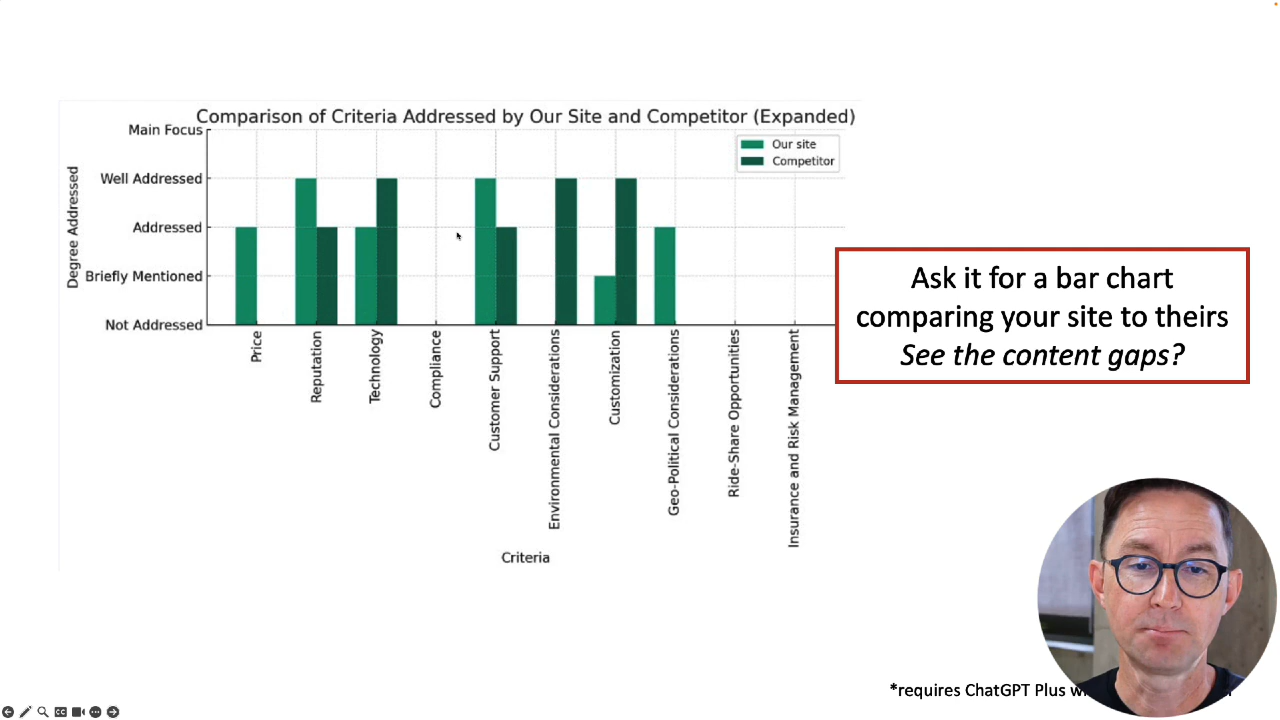 Comparison of Criteria Addressed by Our Site and Competitor (Expanded)
Main Focus
Well Addressed
Addressed
Briefly Mentioned
Not Addressed
Degree Addressed
Our site
Competitor
Price
Reputation
Technology
Compliance
Customer Support
Environmental Considerations
Customization
Geo-Political Considerations
Ride-Share Opportunities
Insurance and Risk Management
Criteria
Ask it for a bar chart
comparing your site to theirs
See the content gaps?
*requires ChatGPT Plus
CC